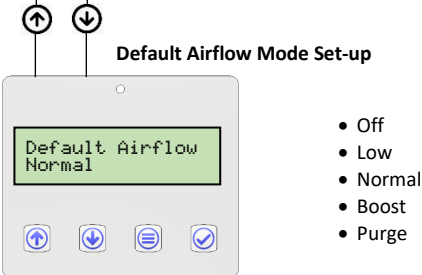 Default Airflow Mode Set-up
Default Airflow
Normal
• Off
• Low
• Normal
• Boost
• Purge